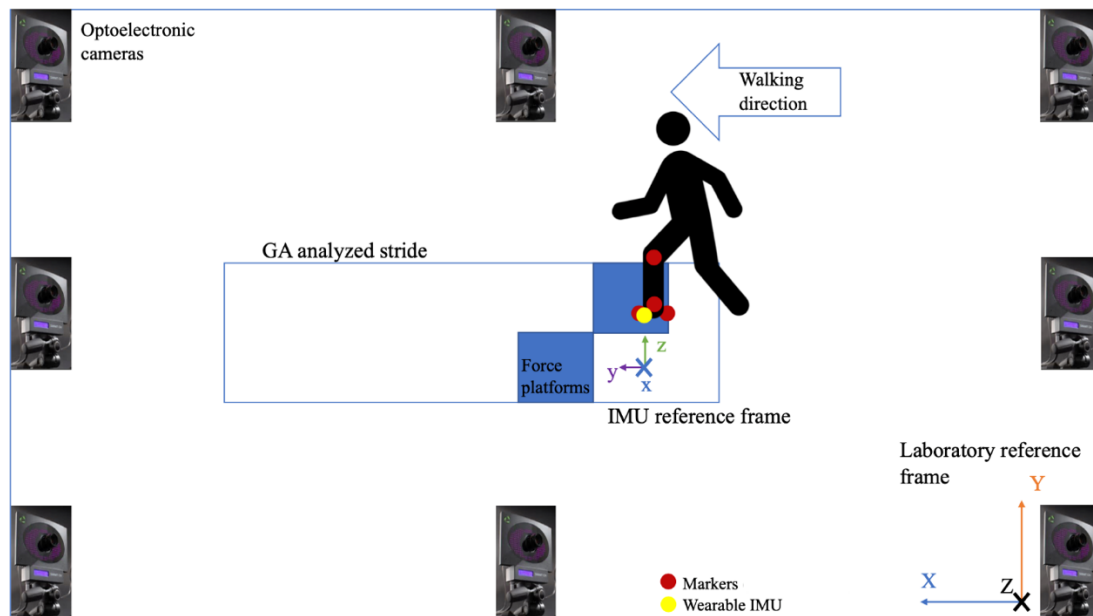 Optoelectronic
cameras
Walking
direction
GA analyzed stride
Force
platforms
z
y
x
IMU reference frame
Laboratory reference
frame
Y
X
Z
Markers
Wearable IMU